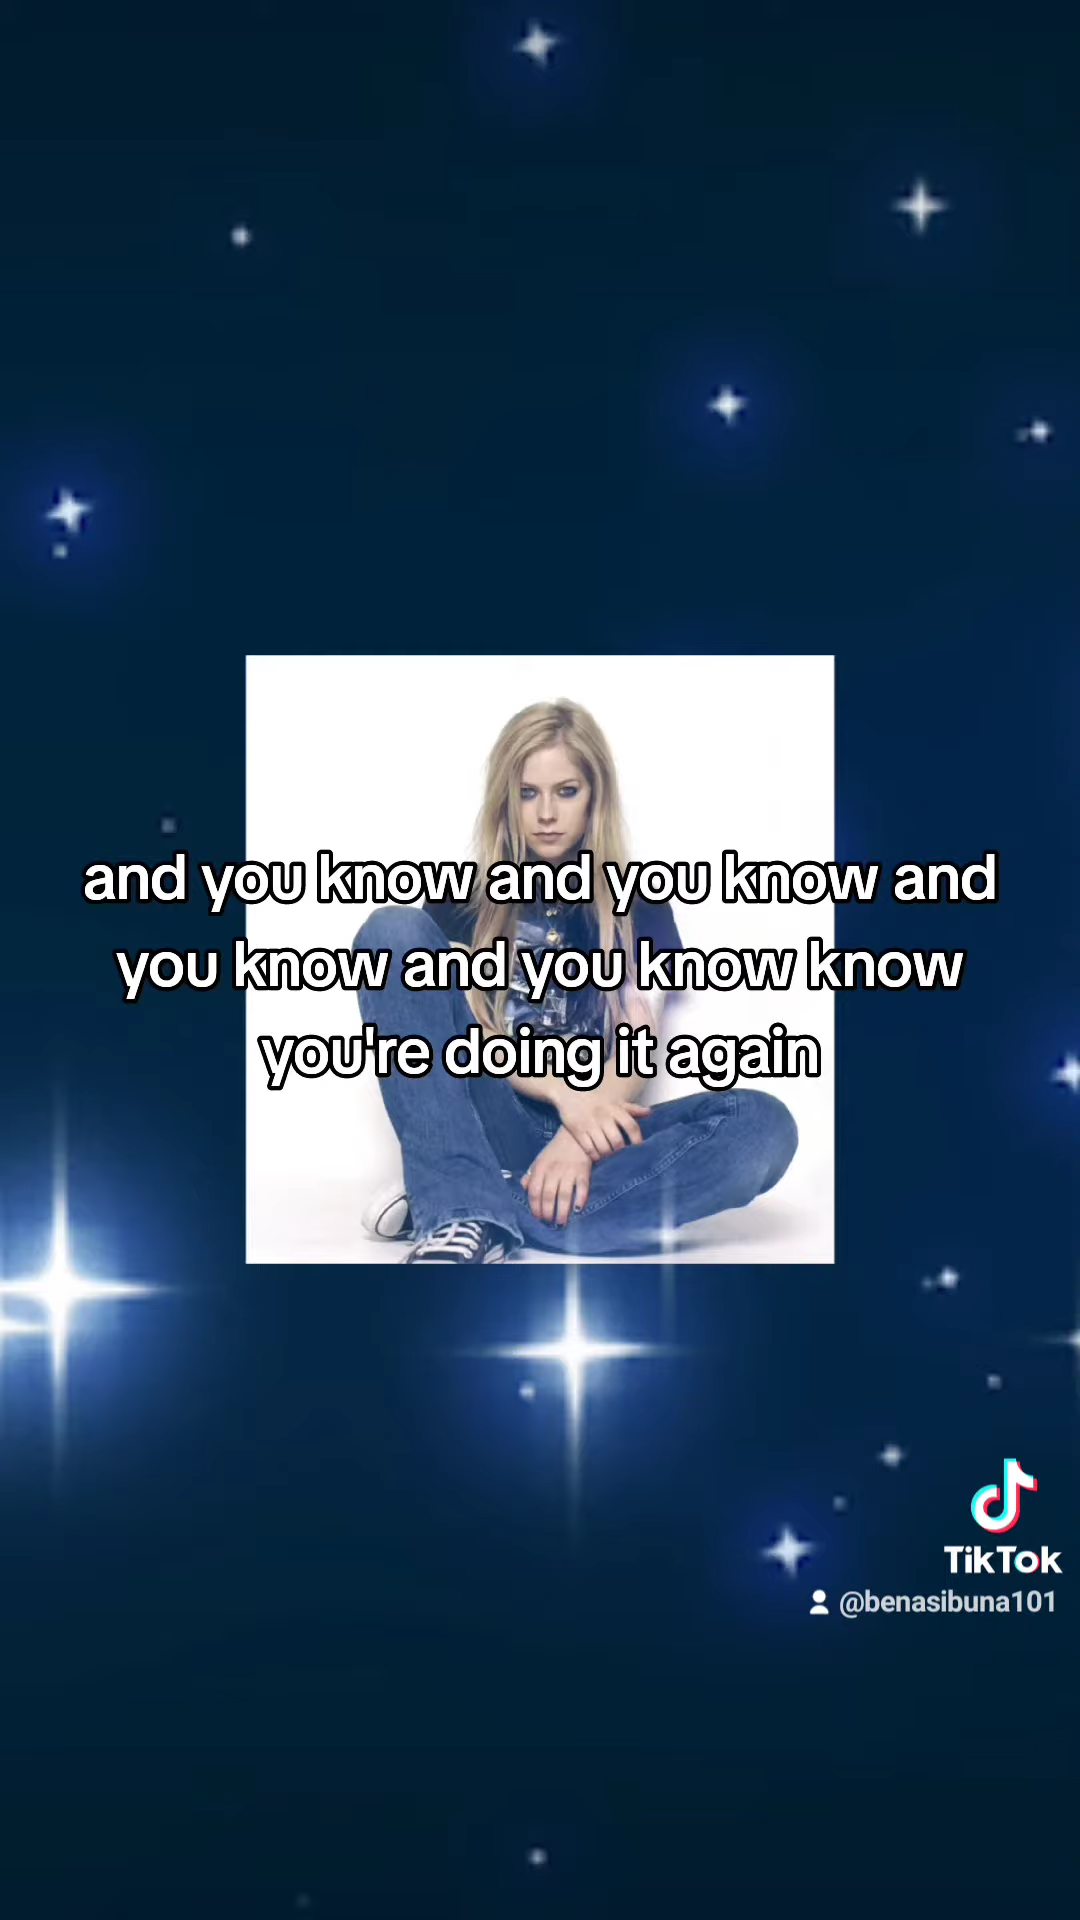 and you know and you know and
you know and you know know
you're doing it again
TikTok
@benasibuna101